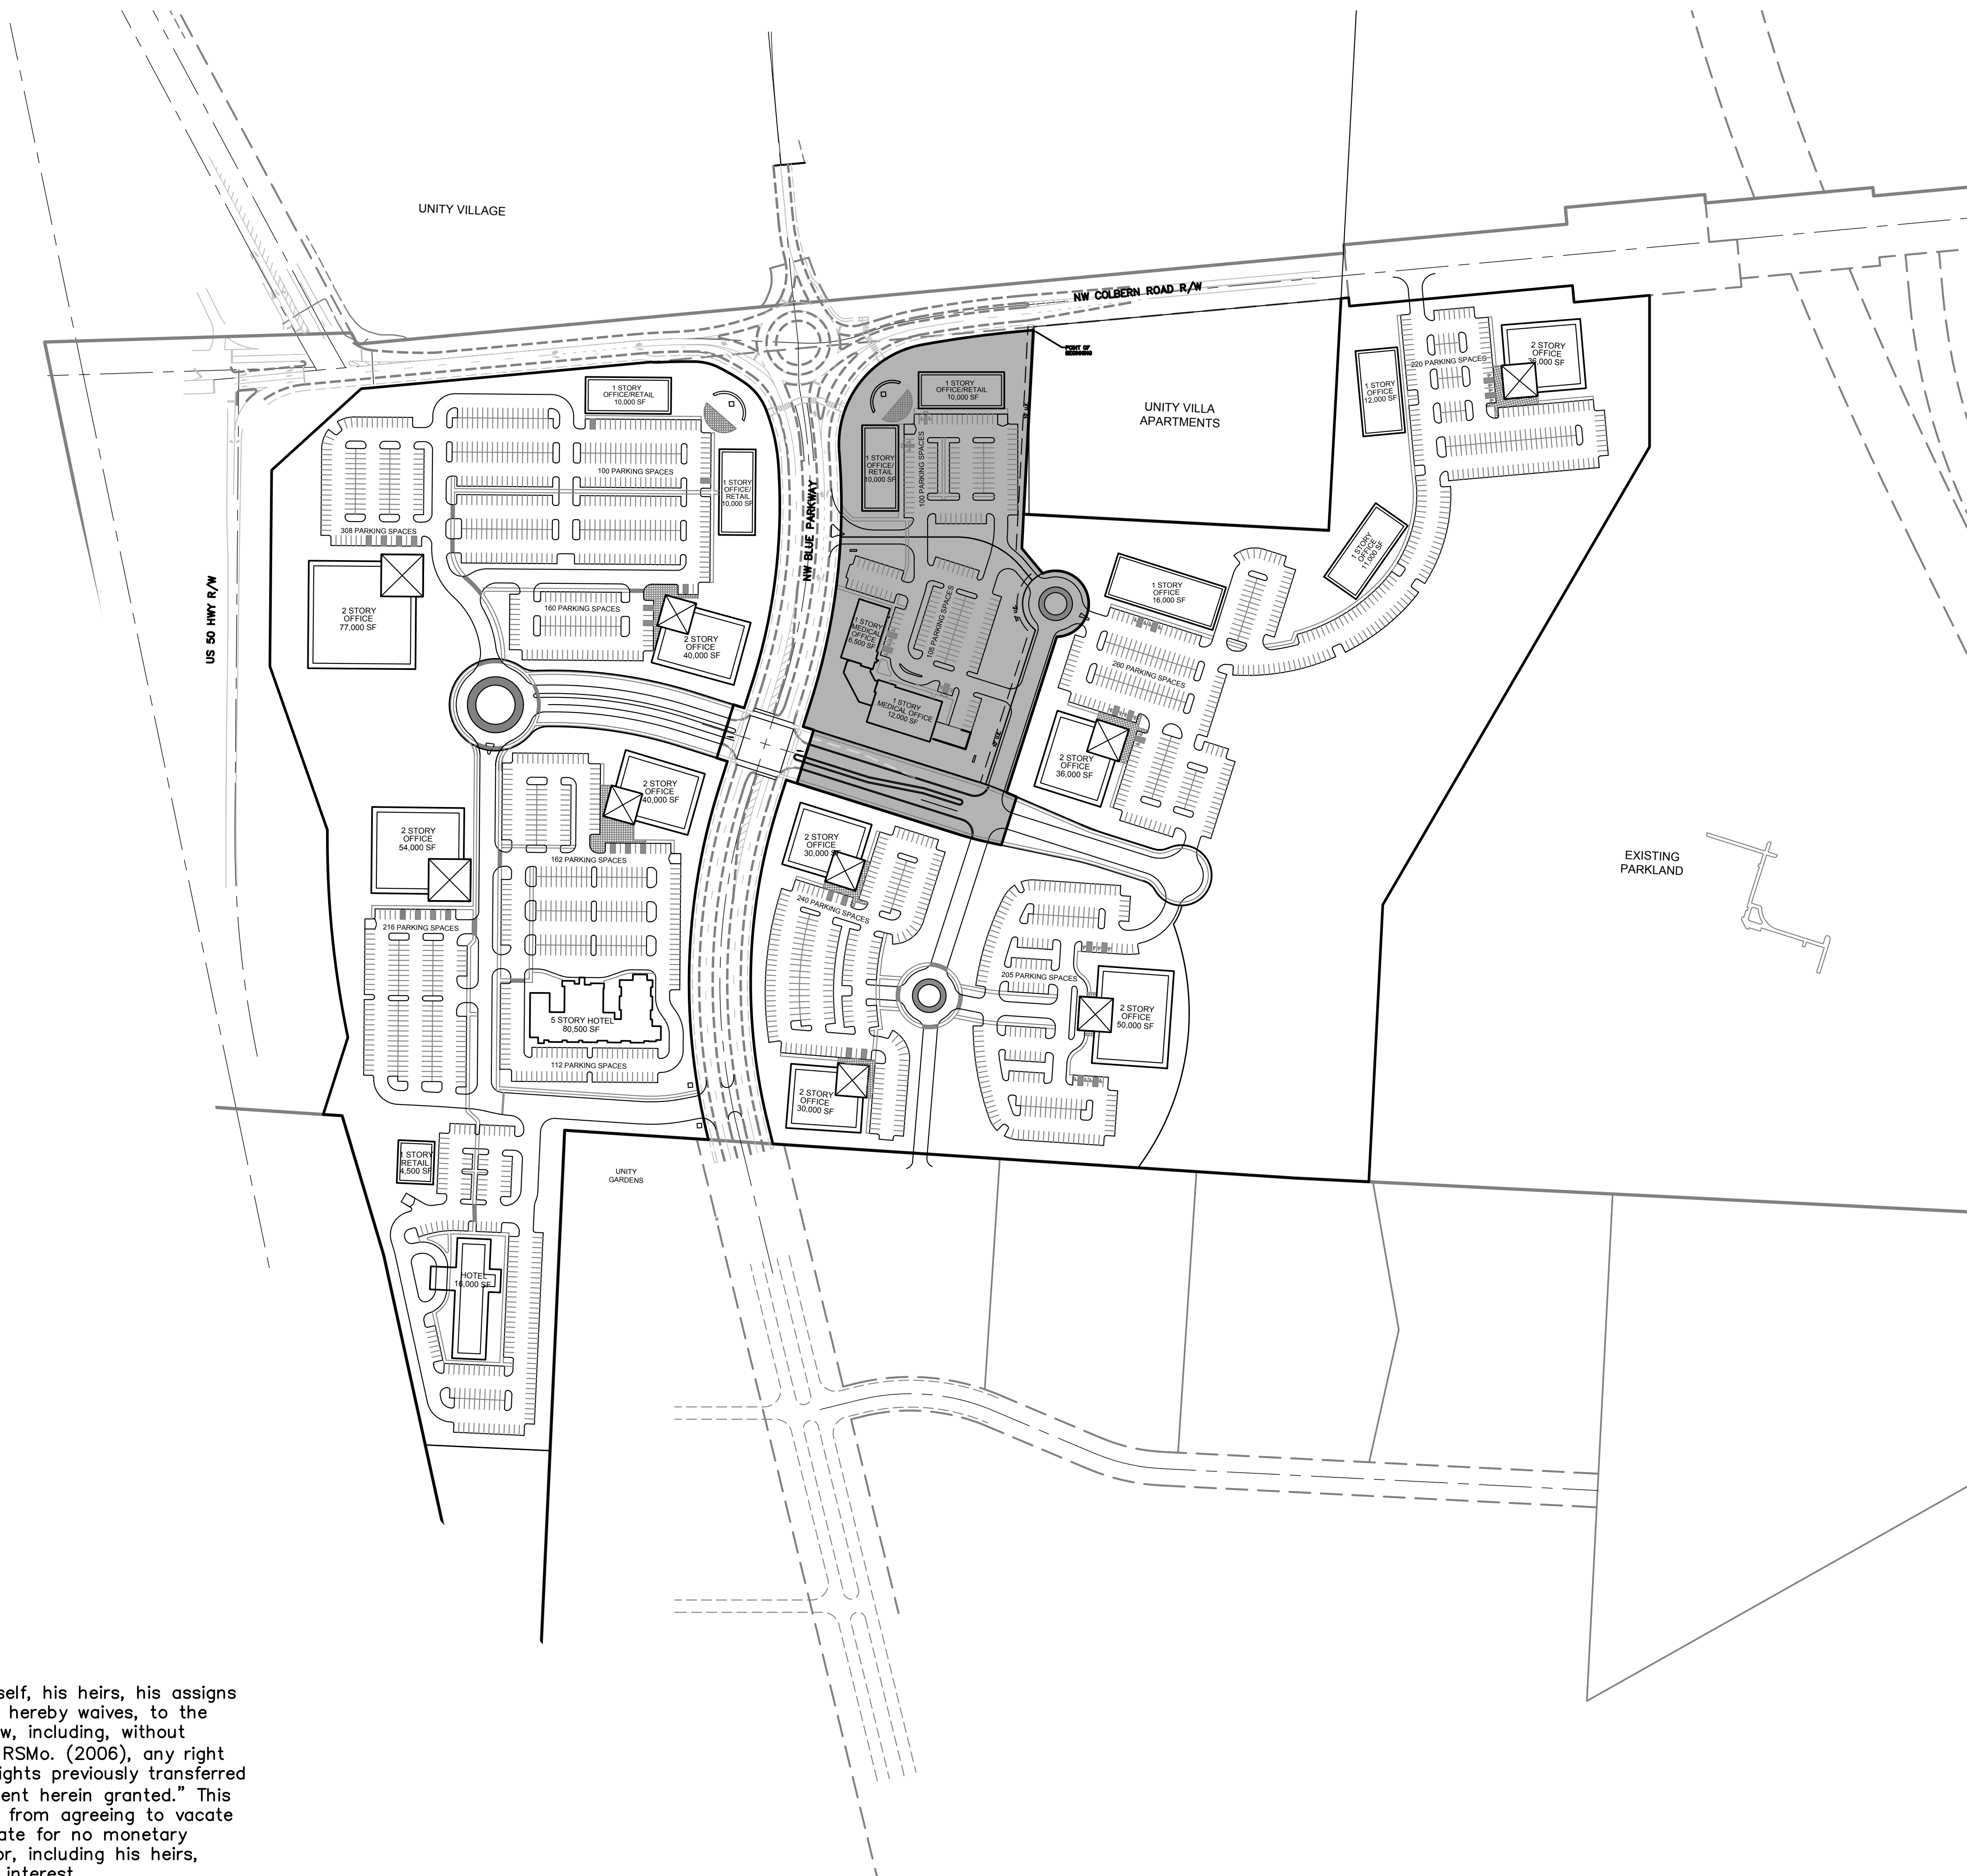 UNITY VILLAGE
NW COLBERN ROAD R/W
POINT OF
BEGINNING
1 STORY
OFFICE/RETAIL
10,000 SF
1 STORY
OFFICE/RETAIL
10,000 SF
UNITY VILLA
APARTMENTS
1 STORY
OFFICE
12,000 SF
220 PARKING SPACES
2 STORY
OFFICE
36,000 SF
308 PARKING SPACES
100 PARKING SPACES
1 STORY
OFFICE/
RETAIL
10,000 SF
NW BLUE PARKWAY
1 STORY
OFFICE/
RETAIL
10,000 SF
100 PARKING SPACES
1 STORY
OFFICE
11,000 SF
US 50 HWY R/W
2 STORY
OFFICE
77,000 SF
160 PARKING SPACES
2 STORY
OFFICE
40,000 SF
1 STORY
MEDICAL
OFFICE
6,500 SF
105 PARKING SPACES
1 STORY
OFFICE
16,000 SF
260 PARKING SPACES
1 STORY
MEDICAL OFFICE
12,000 SF
2 STORY
OFFICE
36,000 SF
2 STORY
OFFICE
40,000 SF
2 STORY
OFFICE
54,000 SF
162 PARKING SPACES
2 STORY
OFFICE
30,000 SF
EXISTING
PARKLAND
216 PARKING SPACES
240 PARKING SPACES
205 PARKING SPACES
5 STORY HOTEL
80,500 SF
2 STORY
OFFICE
50,000 SF
112 PARKING SPACES
2 STORY
OFFICE
30,000 SF
1 STORY
RETAIL
4,500 SF
UNITY
GARDENS
HOTEL
16,000 SF
self, his heirs, his assigns
hereby waives, to the
w, including, without
RSMo. (2006), any right
ights previously transferred
ent herein granted.” This
from agreeing to vacate
ate for no monetary
or, including his heirs,
interest